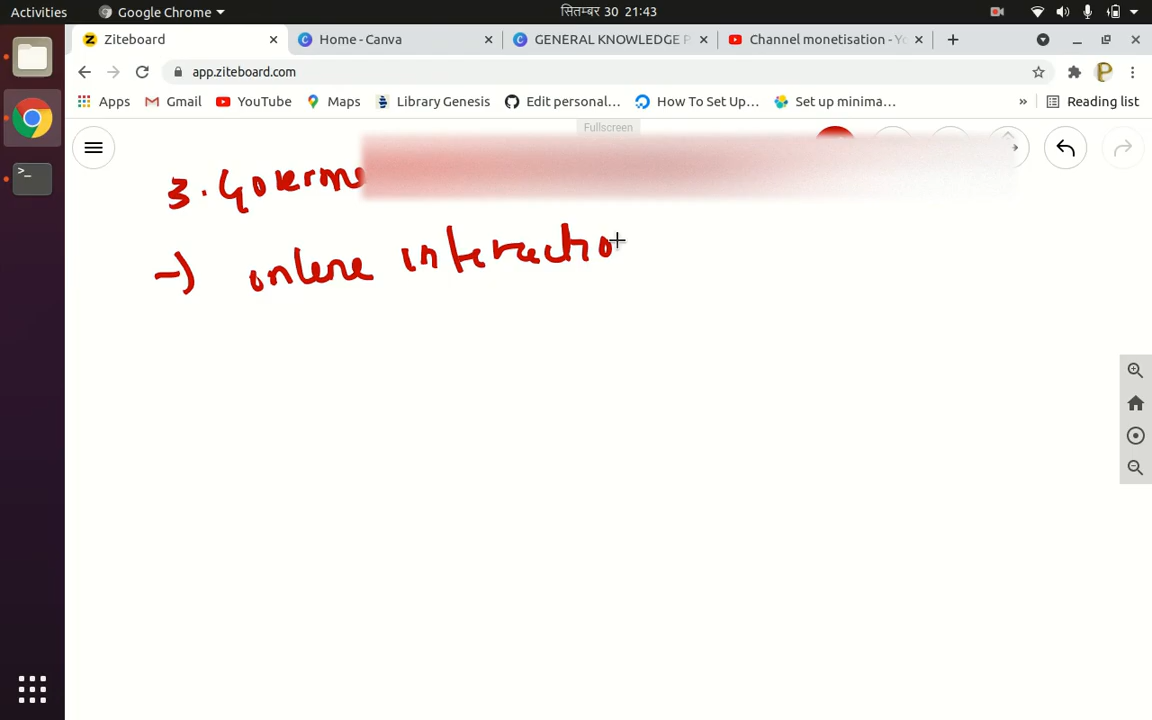 Activities Google Chrome सितम्बर 30 21:43
Ziteboard Home - Canva GENERAL KNOWLEDGE P Channel monetisation - Yo
app.ziteboard.com
Apps Gmail YouTube Maps Library Genesis Edit personal... How To Set Up... Set up minima... » Reading list
Fullscreen
3. Governme
→ online interactio